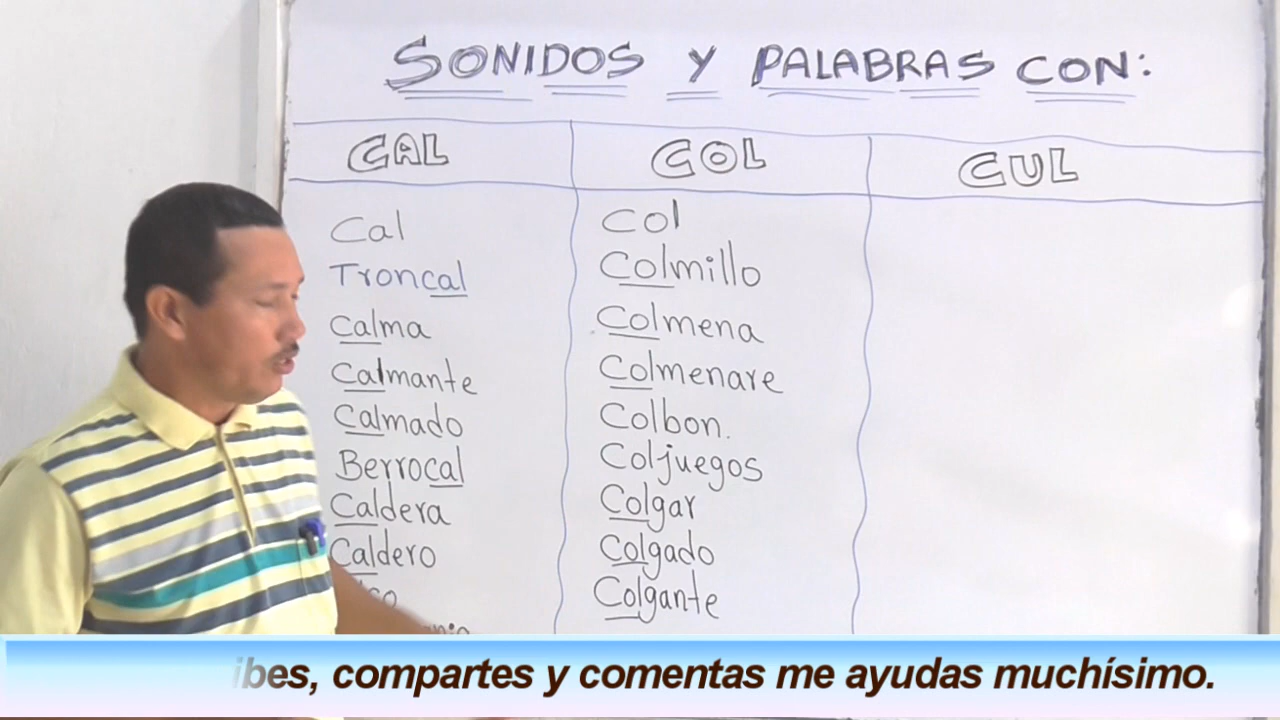 SONIDOS Y PALABRAS CON:
CAL COL CUL
Cal Col
Troncal Colmillo
Calma Colmena
Calmante Colmenare
Calmado Colbon.
Berrocal Coljuegos
Caldera Colgar
Caldero Colgado
Colgante
ibes, compartes y comentas me ayudas muchísimo.